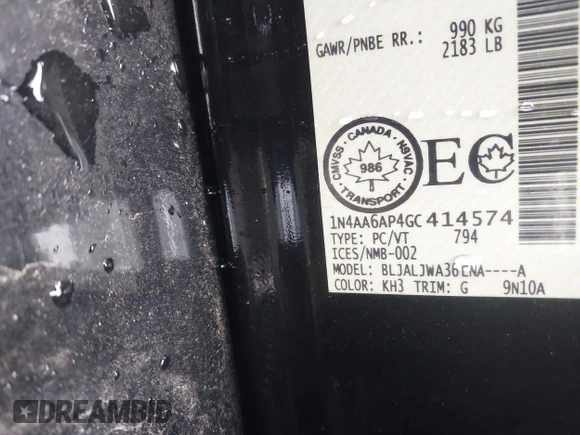 GAWR/PNBE RR.: 990 KG
2183 LB
CMVSS - CANADA - NSVAC
986
TRANSPORT
EC
1N4AA6AP4GC414574
TYPE: PC/VT 794
ICES/NMB-002
MODEL: BLJALJWA36ENA----A
COLOR: KH3 TRIM: G 9N10A
DREAMBID